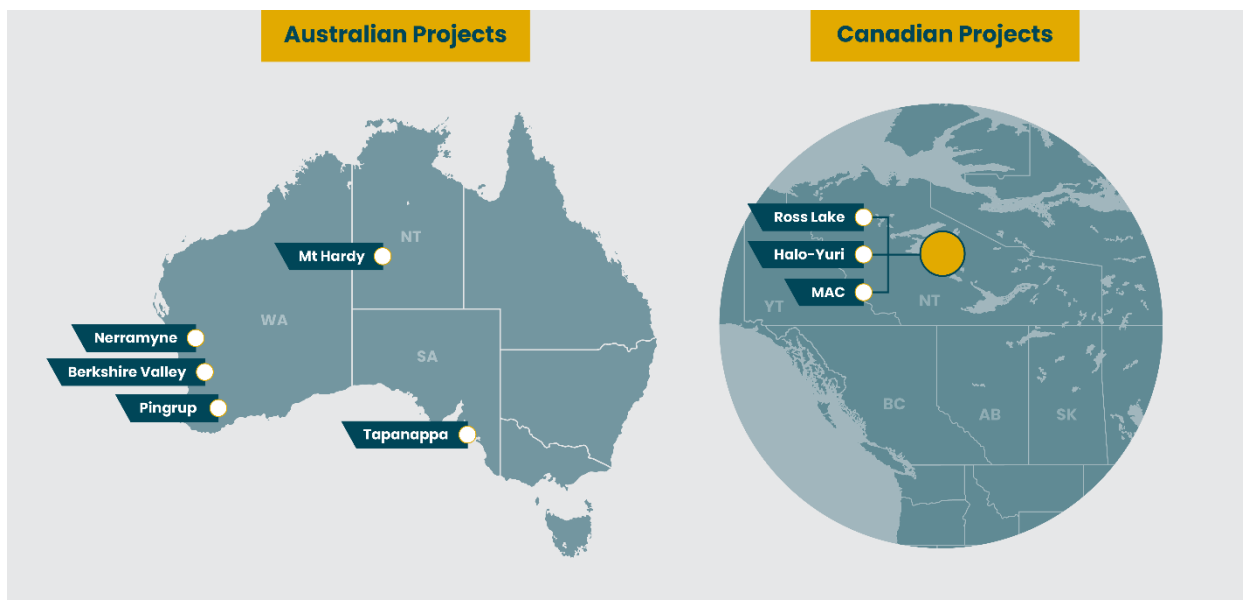 Australian Projects
Canadian Projects
NT
Mt Hardy
WA
Nerramyne
SA
Berkshire Valley
Pingrup
Tapanappa
Ross Lake
Halo-Yuri
MAC
YT
NT
BC
AB
SK